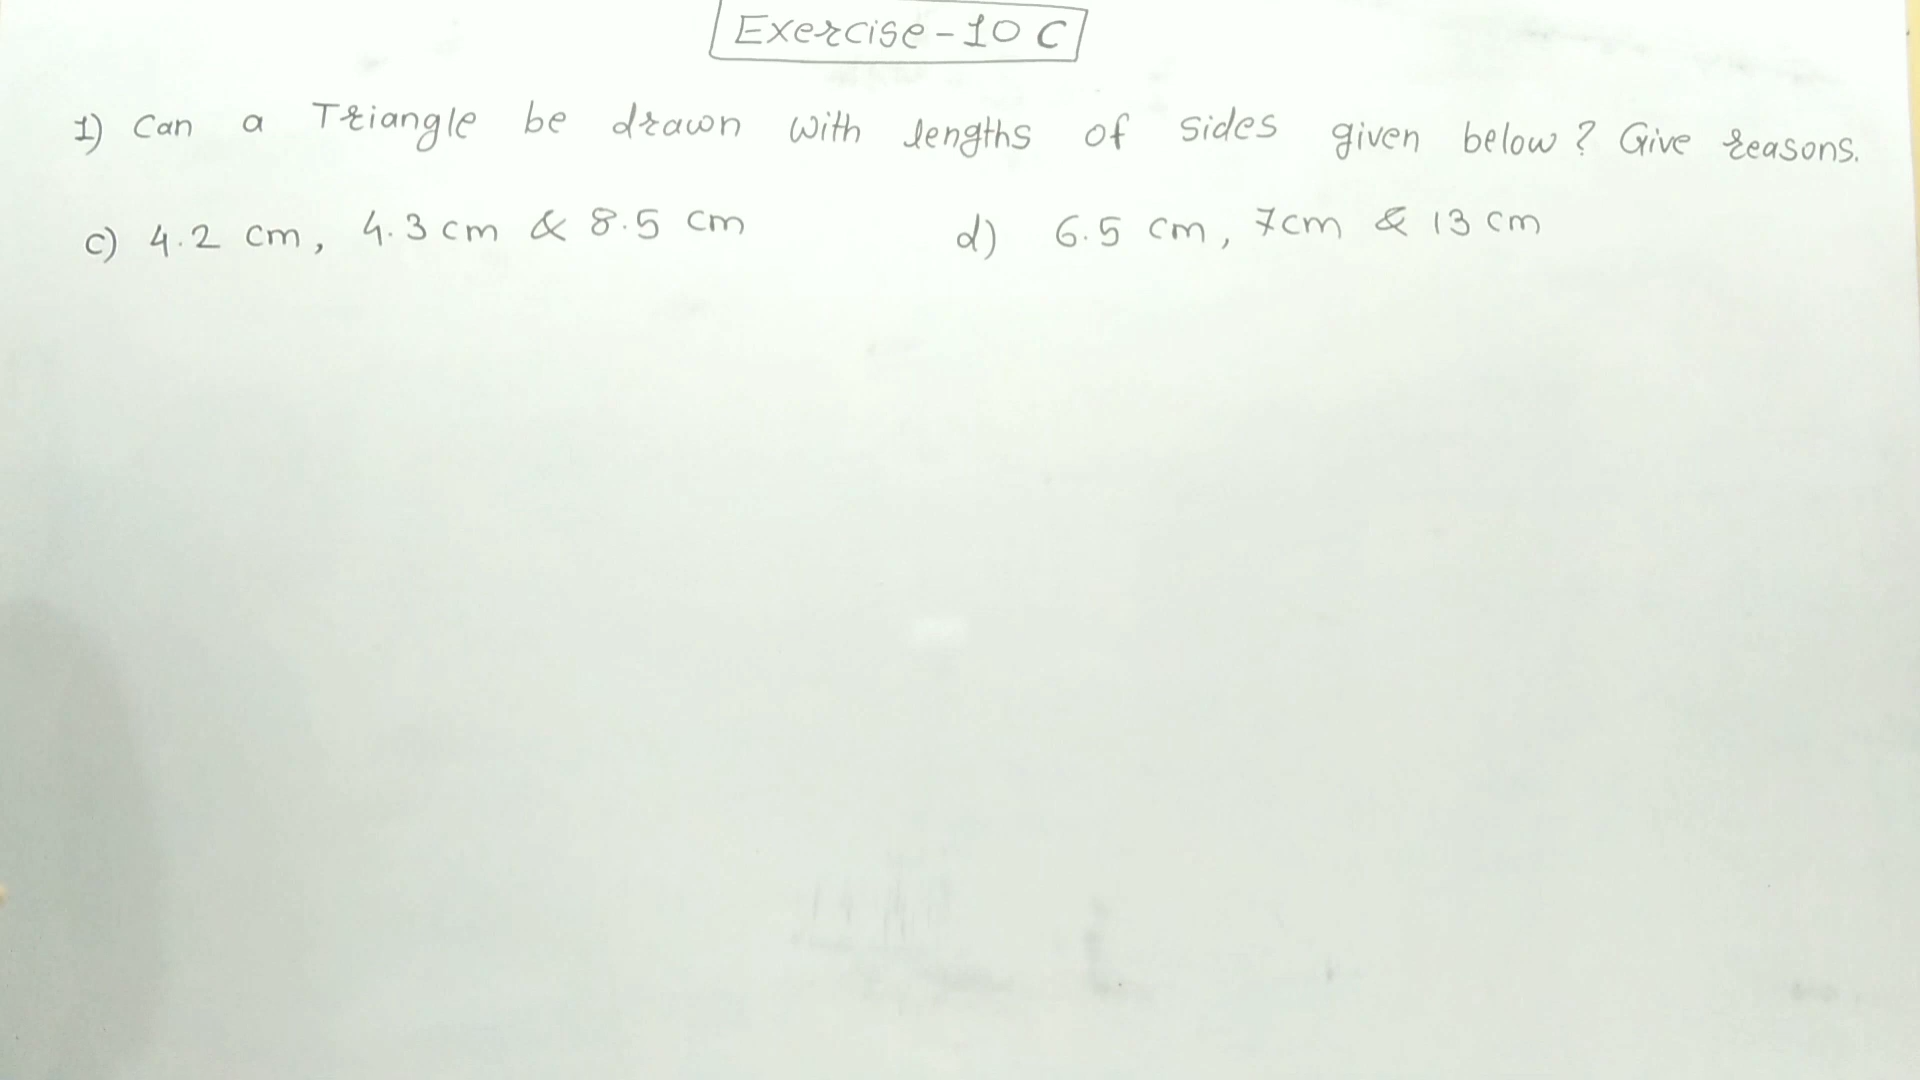 Exercise - 10 C
1) Can a Triangle be drawn with lengths of sides given below? Give reasons.
c) 4.2 cm, 4.3 cm & 8.5 cm d) 6.5 cm, 7cm & 13 cm